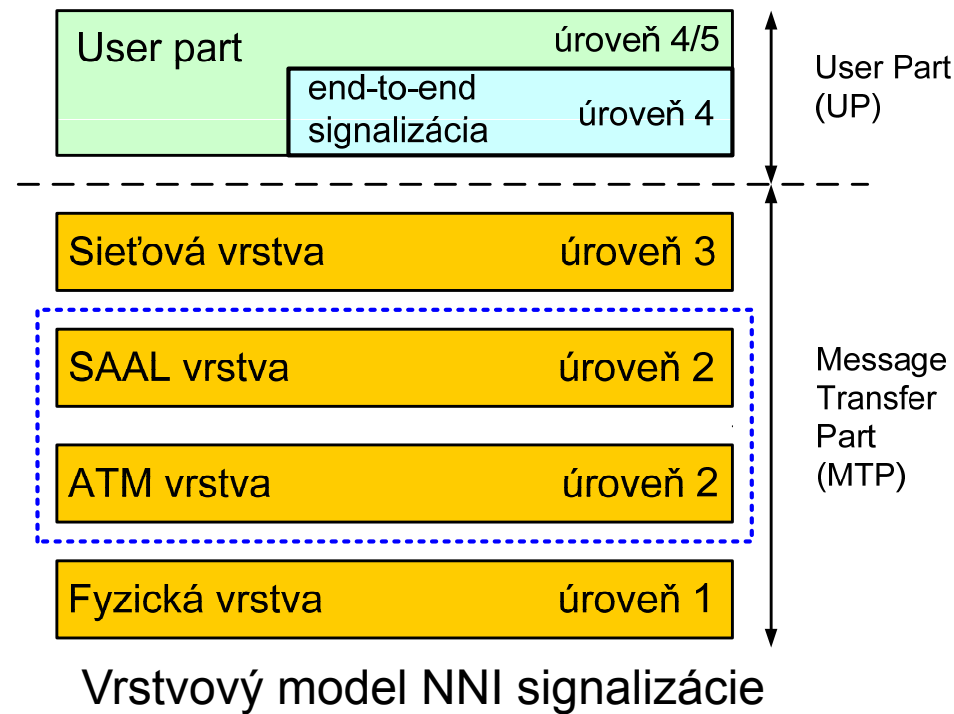 User part
úroveň 4/5
end-to-end
signalizácia
úroveň 4
User Part
(UP)
Sieťová vrstva úroveň 3
SAAL vrstva úroveň 2
ATM vrstva úroveň 2
Fyzická vrstva úroveň 1
Message
Transfer
Part
(MTP)
Vrstvový model NNI signalizácie